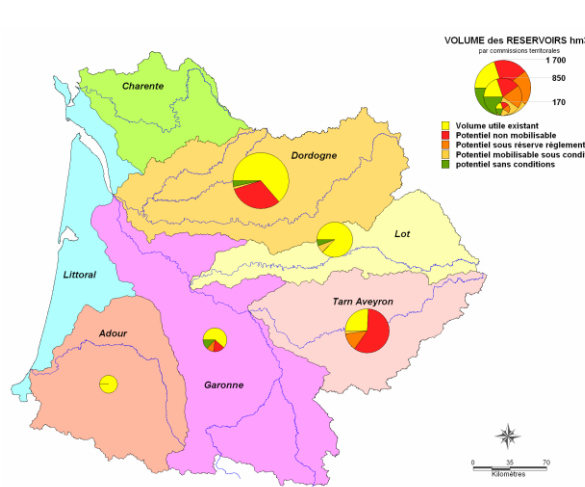 VOLUME des RESERVOIRS hm3
par commissions territoriales
1 700
850
170
Volume utile existant
Potentiel non mobilisable
Potentiel sous réserve réglement
Potentiel mobilisable sous condi
potentiel sans conditions
Charente
Dordogne
Lot
Littoral
Tarn Aveyron
Adour
Garonne
0 35 70
Kilomètres